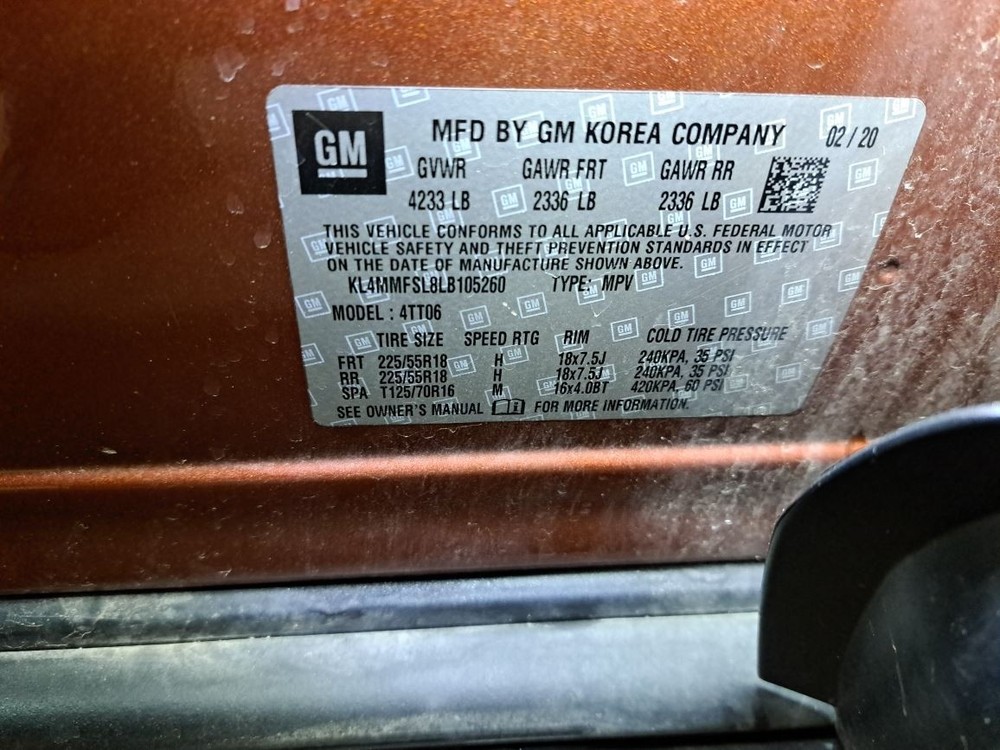 GM
MFD BY GM KOREA COMPANY 02 / 20
GVWR GAWR FRT GAWR RR
4233 LB 2336 LB 2336 LB
THIS VEHICLE CONFORMS TO ALL APPLICABLE U.S. FEDERAL MOTOR
VEHICLE SAFETY AND THEFT PREVENTION STANDARDS IN EFFECT
ON THE DATE OF MANUFACTURE SHOWN ABOVE.
KL4MMFSL8LB105260 TYPE: MPV
MODEL : 4TT06
TIRE SIZE SPEED RTG RIM COLD TIRE PRESSURE
FRT 225/55R18 H 18x7.5J 240KPA, 35 PSI
RR 225/55R18 H 18x7.5J 240KPA, 35 PSI
SPA T125/70R16 M 16x4.0BT 420KPA, 60 PSI
SEE OWNER'S MANUAL FOR MORE INFORMATION.